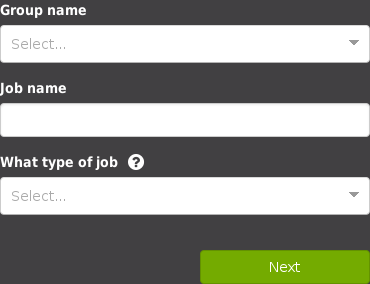 Group name
Select...
Job name
What type of job ?
Select...
Next